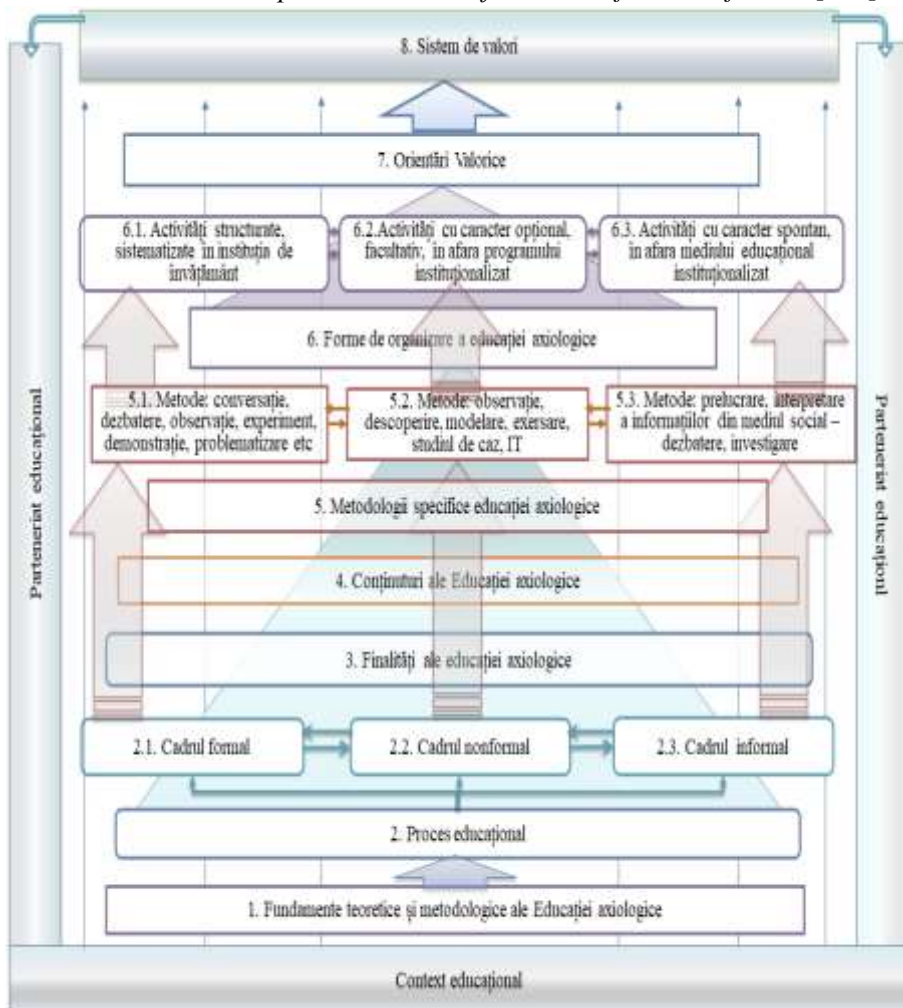 8. Sistem de valori
7. Orientări Valorice
6.1. Activități structurate,
sistematizate în instituția de
învățământ
6.2.Activități cu caracter opțional,
facultativ, in afara programului
instituționalizat
6.3. Activități cu caracter spontan,
in afara mediului educațional
instituționalizat
6. Forme de organizare a educației axiologice
5.1. Metode: conversație,
dezbatere, observație, experiment,
demonstrație, problematizare etc
5.2. Metode: observație,
descoperire, modelare, exersare,
studiul de caz, IT
5.3. Metode: prelucrare, interpretare
a informațiilor din mediul social –
dezbatere, investigare
5. Metodologii specifice educației axiologice
4. Conținuturi ale Educației axiologice
3. Finalități ale educației axiologice
2.1. Cadrul formal
2.2. Cadrul nonformal
2.3. Cadrul informal
2. Proces educațional
1. Fundamente teoretice și metodologice ale Educației axiologice
Context educațional
Parteneriat educațional
Parteneriat educaționl